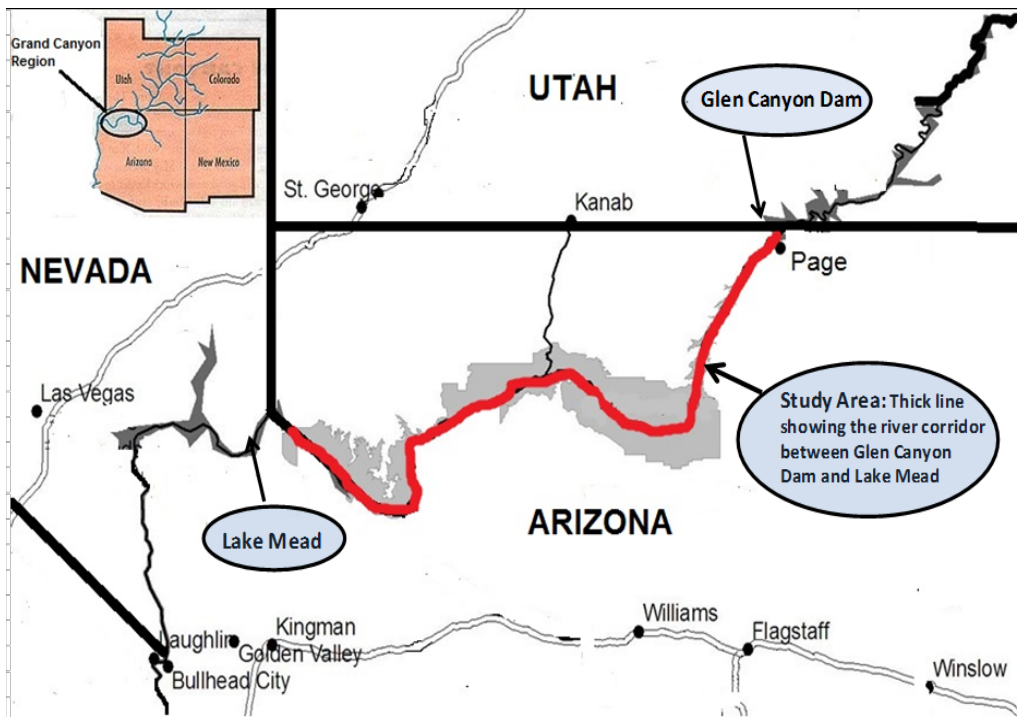 Grand Canyon
Region
Utah
Colorado
Arizona
New Mexico
UTAH
Glen Canyon Dam
St. George
Kanab
NEVADA
Page
Las Vegas
Study Area: Thick
line
showing the river corridor
between Glen Canyon
Dam and Lake Mead
ARIZONA
Lake Mead
Williams
Kingman
Flagstaff
Laughlin
Golden Valley
Winslow
Bullhead City